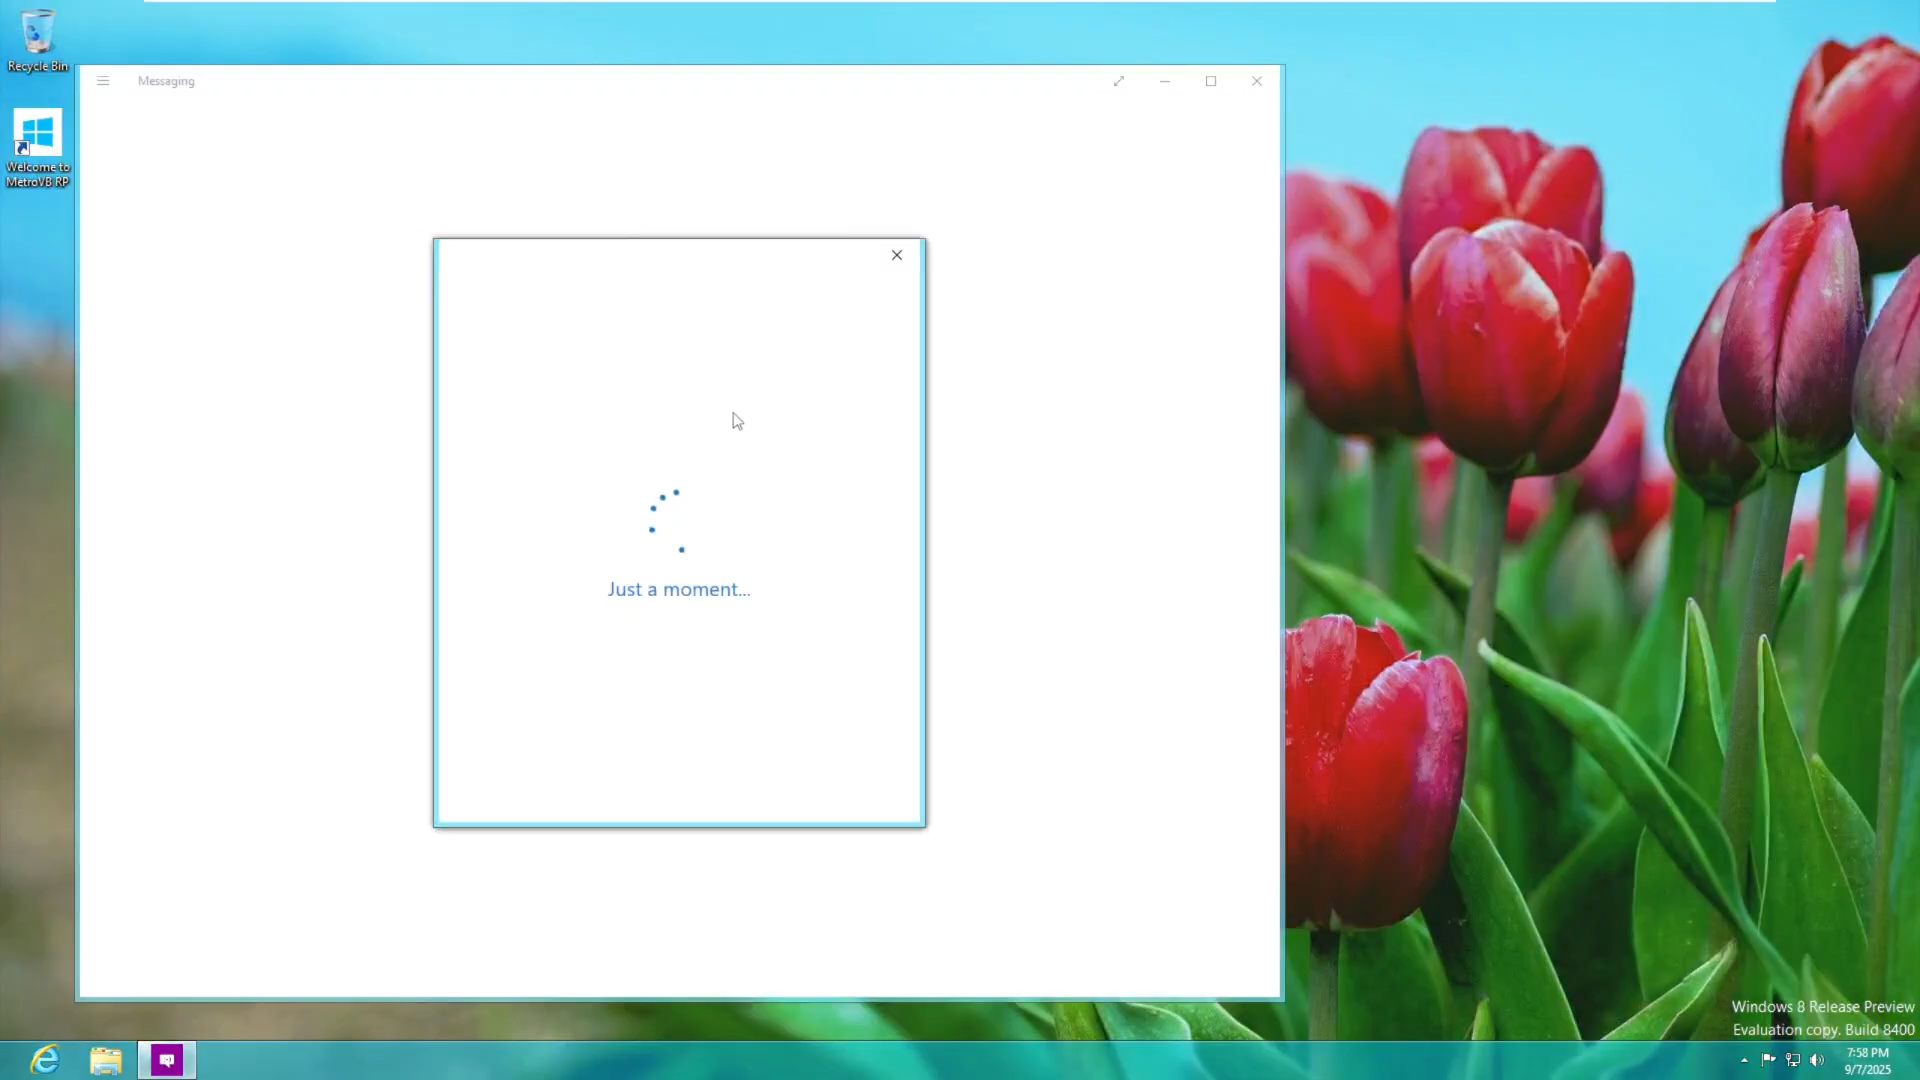 Recycle Bin
Welcome to
MetroVB RP
Messaging
Just a moment...
Windows 8 Release Preview
Evaluation copy. Build 8400
7:58 PM
9/7/2025